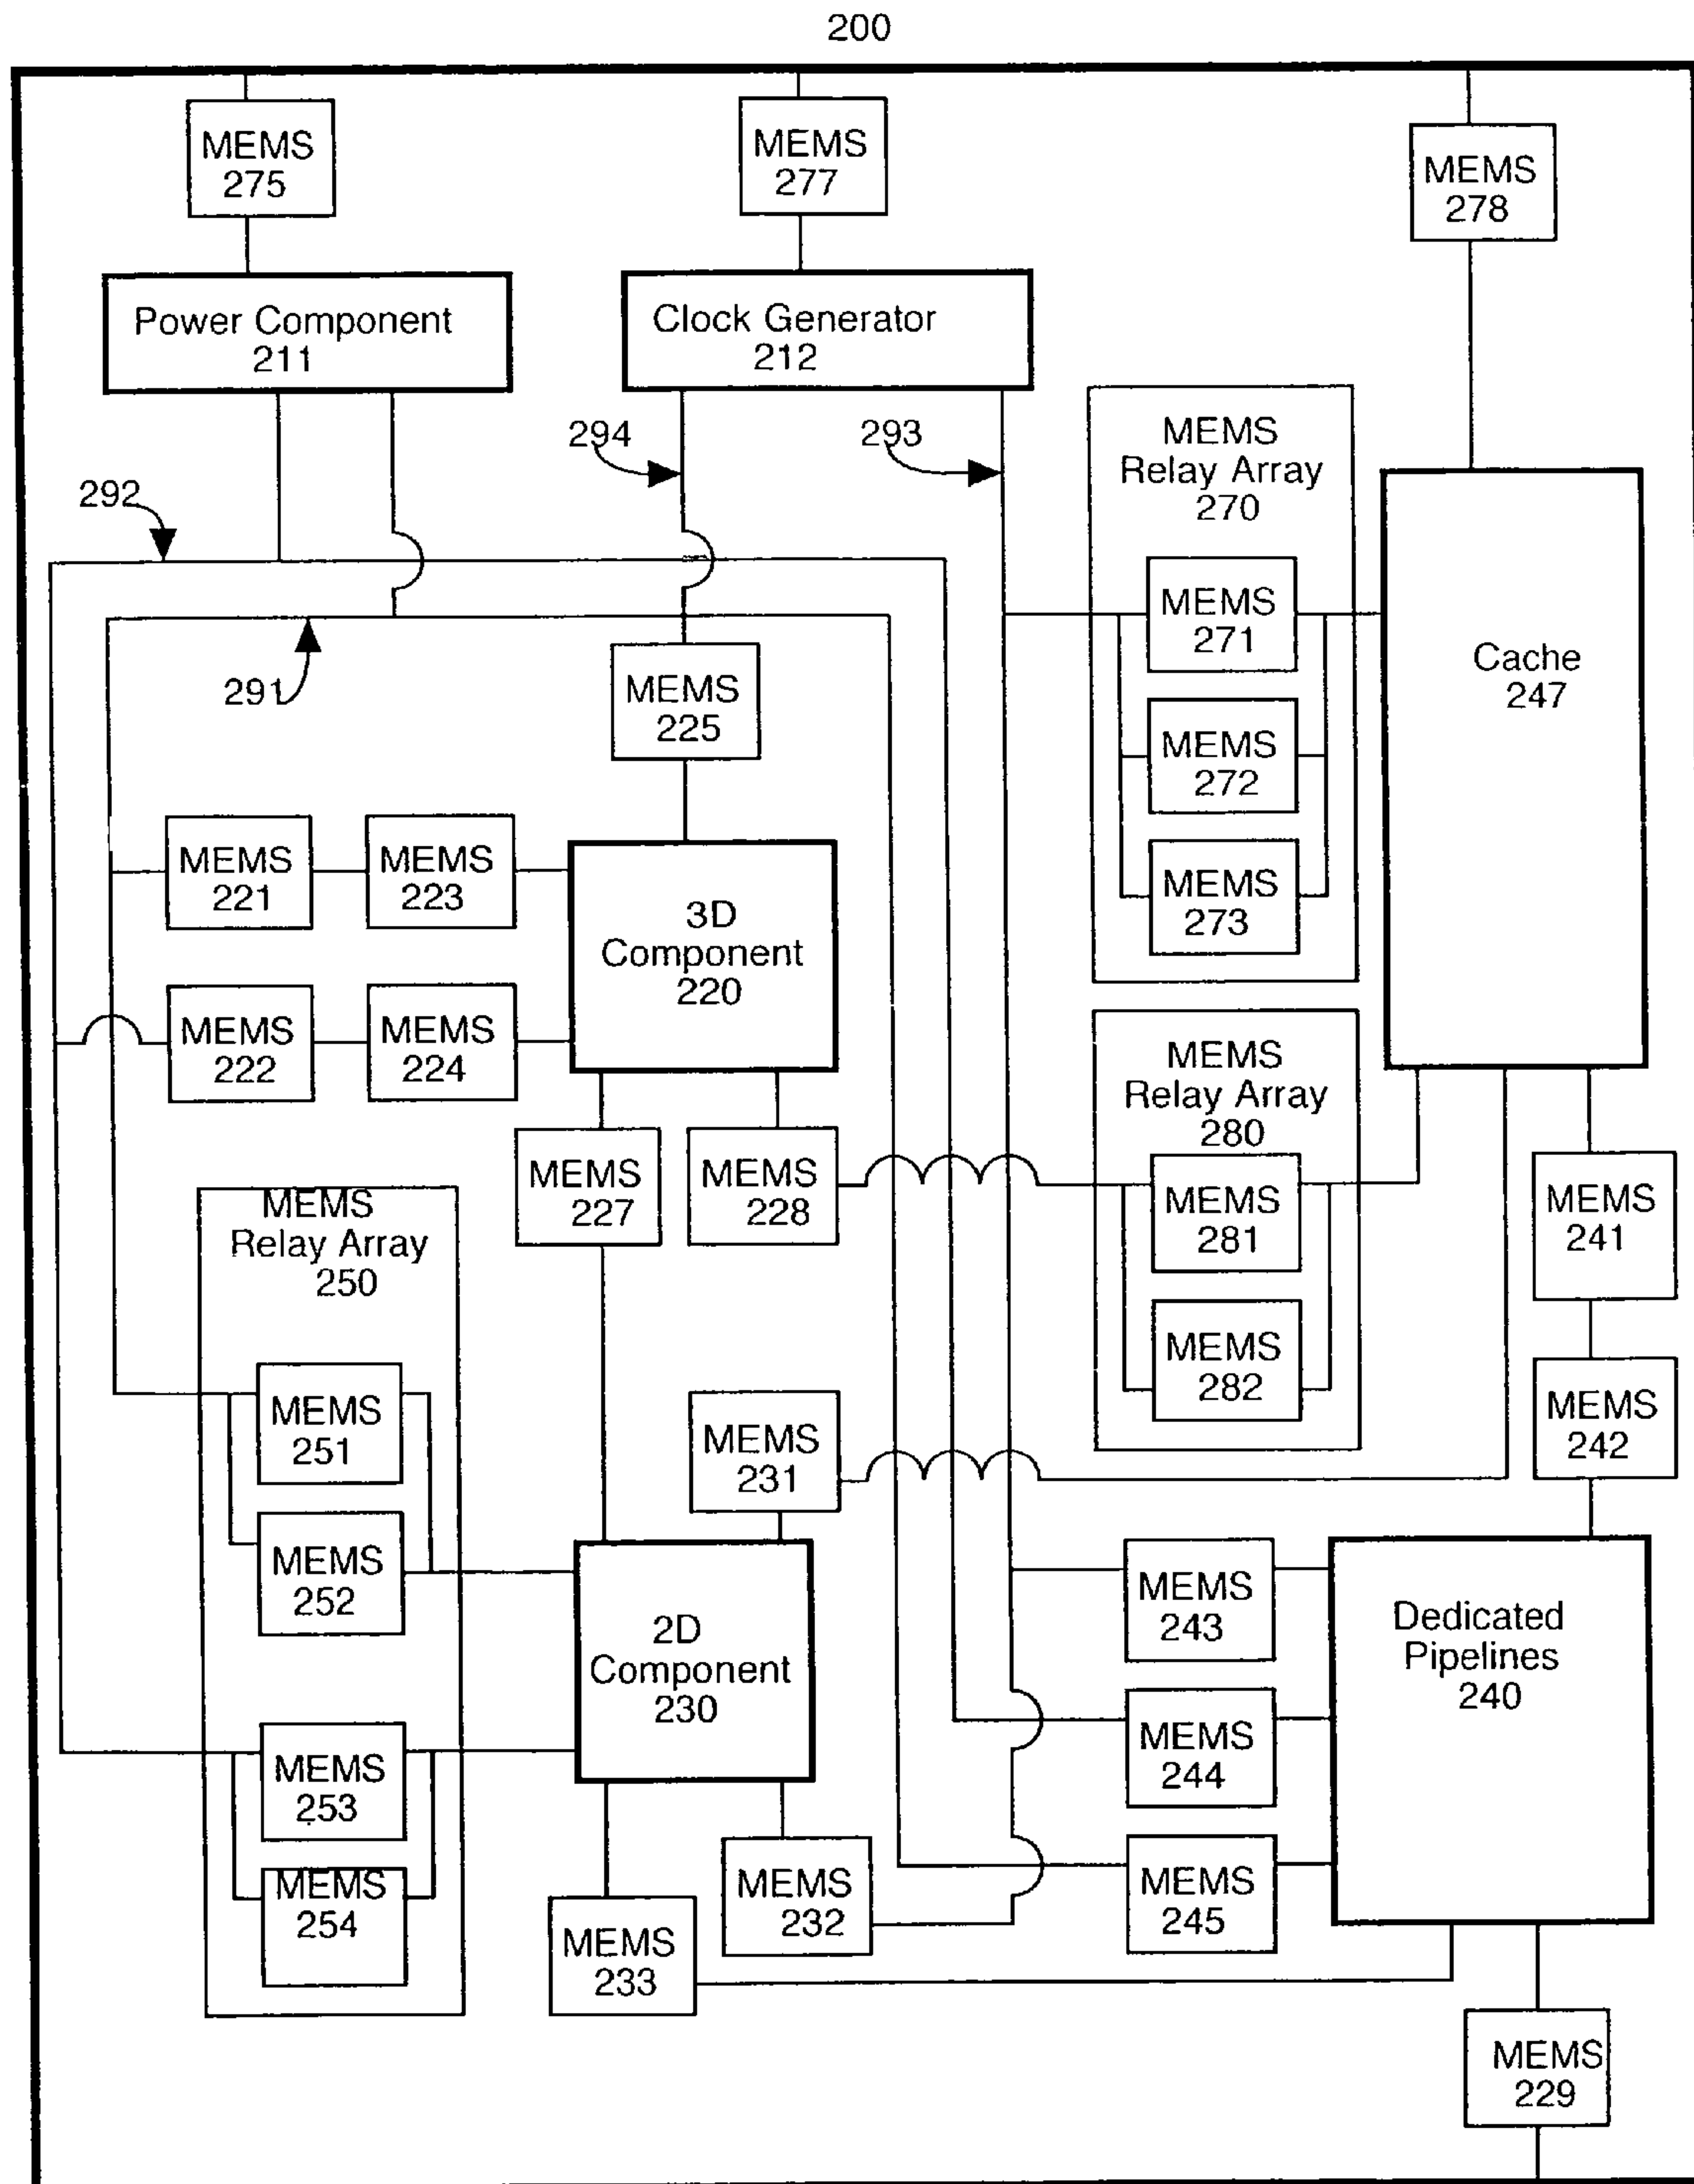 200
MEMS
275
MEMS
277
MEMS
278
Power Component
211
Clock Generator
212
294
293
292
291
MEMS
Relay Array
270
MEMS
271
MEMS
272
MEMS
273
Cache
247
MEMS
225
MEMS
221
MEMS
223
MEMS
222
MEMS
224
3D
Component
220
MEMS
227
MEMS
228
MEMS
Relay Array
280
MEMS
281
MEMS
282
MEMS
241
MEMS
242
MEMS
Relay Array
250
MEMS
251
MEMS
252
MEMS
253
MEMS
254
MEMS
231
2D
Component
230
MEMS
232
MEMS
233
MEMS
243
MEMS
244
MEMS
245
Dedicated
Pipelines
240
MEMS
229